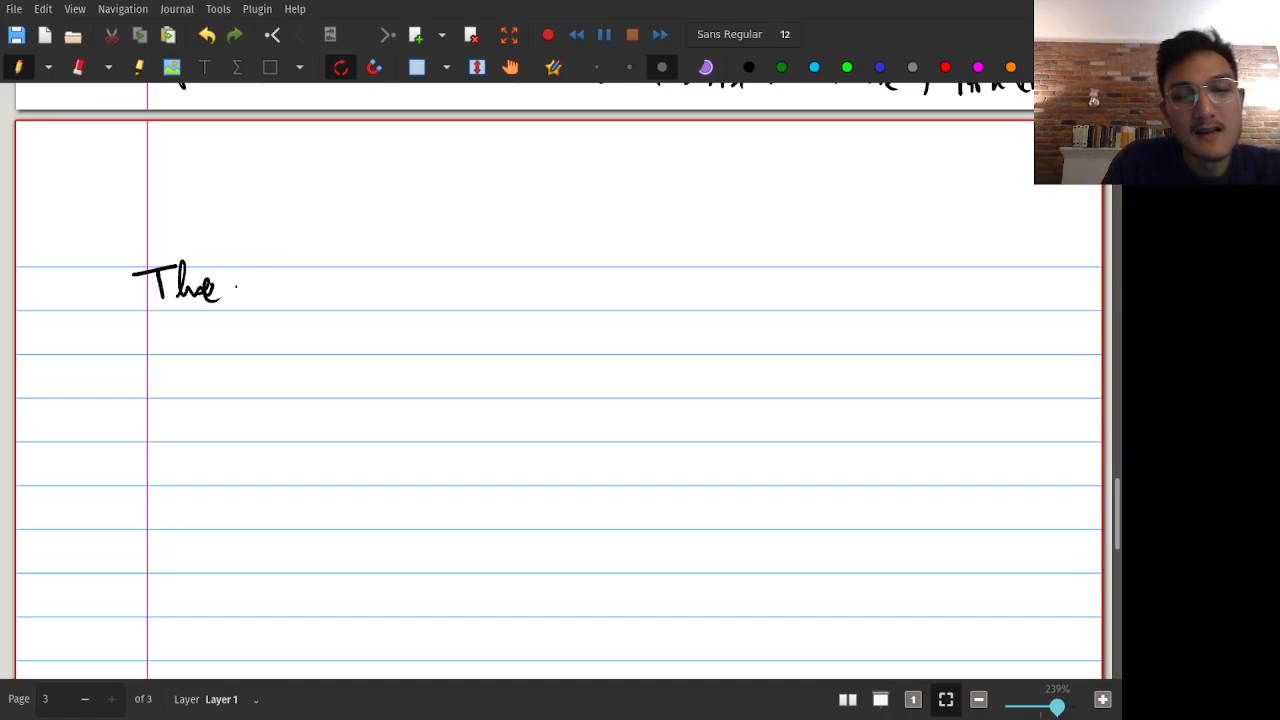 File Edit View Navigation Journal Tools Plugin Help
Sans Regular 12
The
Page 3 of 3 Layer Layer 1 239%